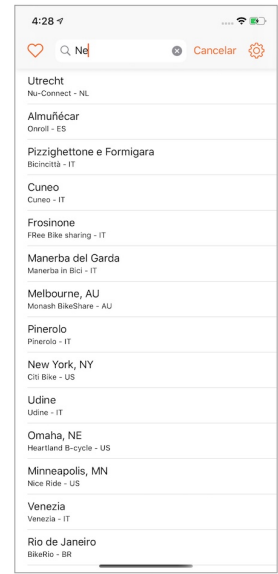 4:28
Ne
Cancelar
Utrecht
Nu-Connect - NL
Almuñécar
Onroll - ES
Pizzighettone e Formigara
Bicincittà - IT
Cuneo
Cuneo - IT
Frosinone
FRee Bike sharing - IT
Manerba del Garda
Manerba in Bici - IT
Melbourne, AU
Monash BikeShare - AU
Pinerolo
Pinerolo - IT
New York, NY
Citi Bike - US
Udine
Udine - IT
Omaha, NE
Heartland B-cycle - US
Minneapolis, MN
Nice Ride - US
Venezia
Venezia - IT
Rio de Janeiro
BikeRio - BR